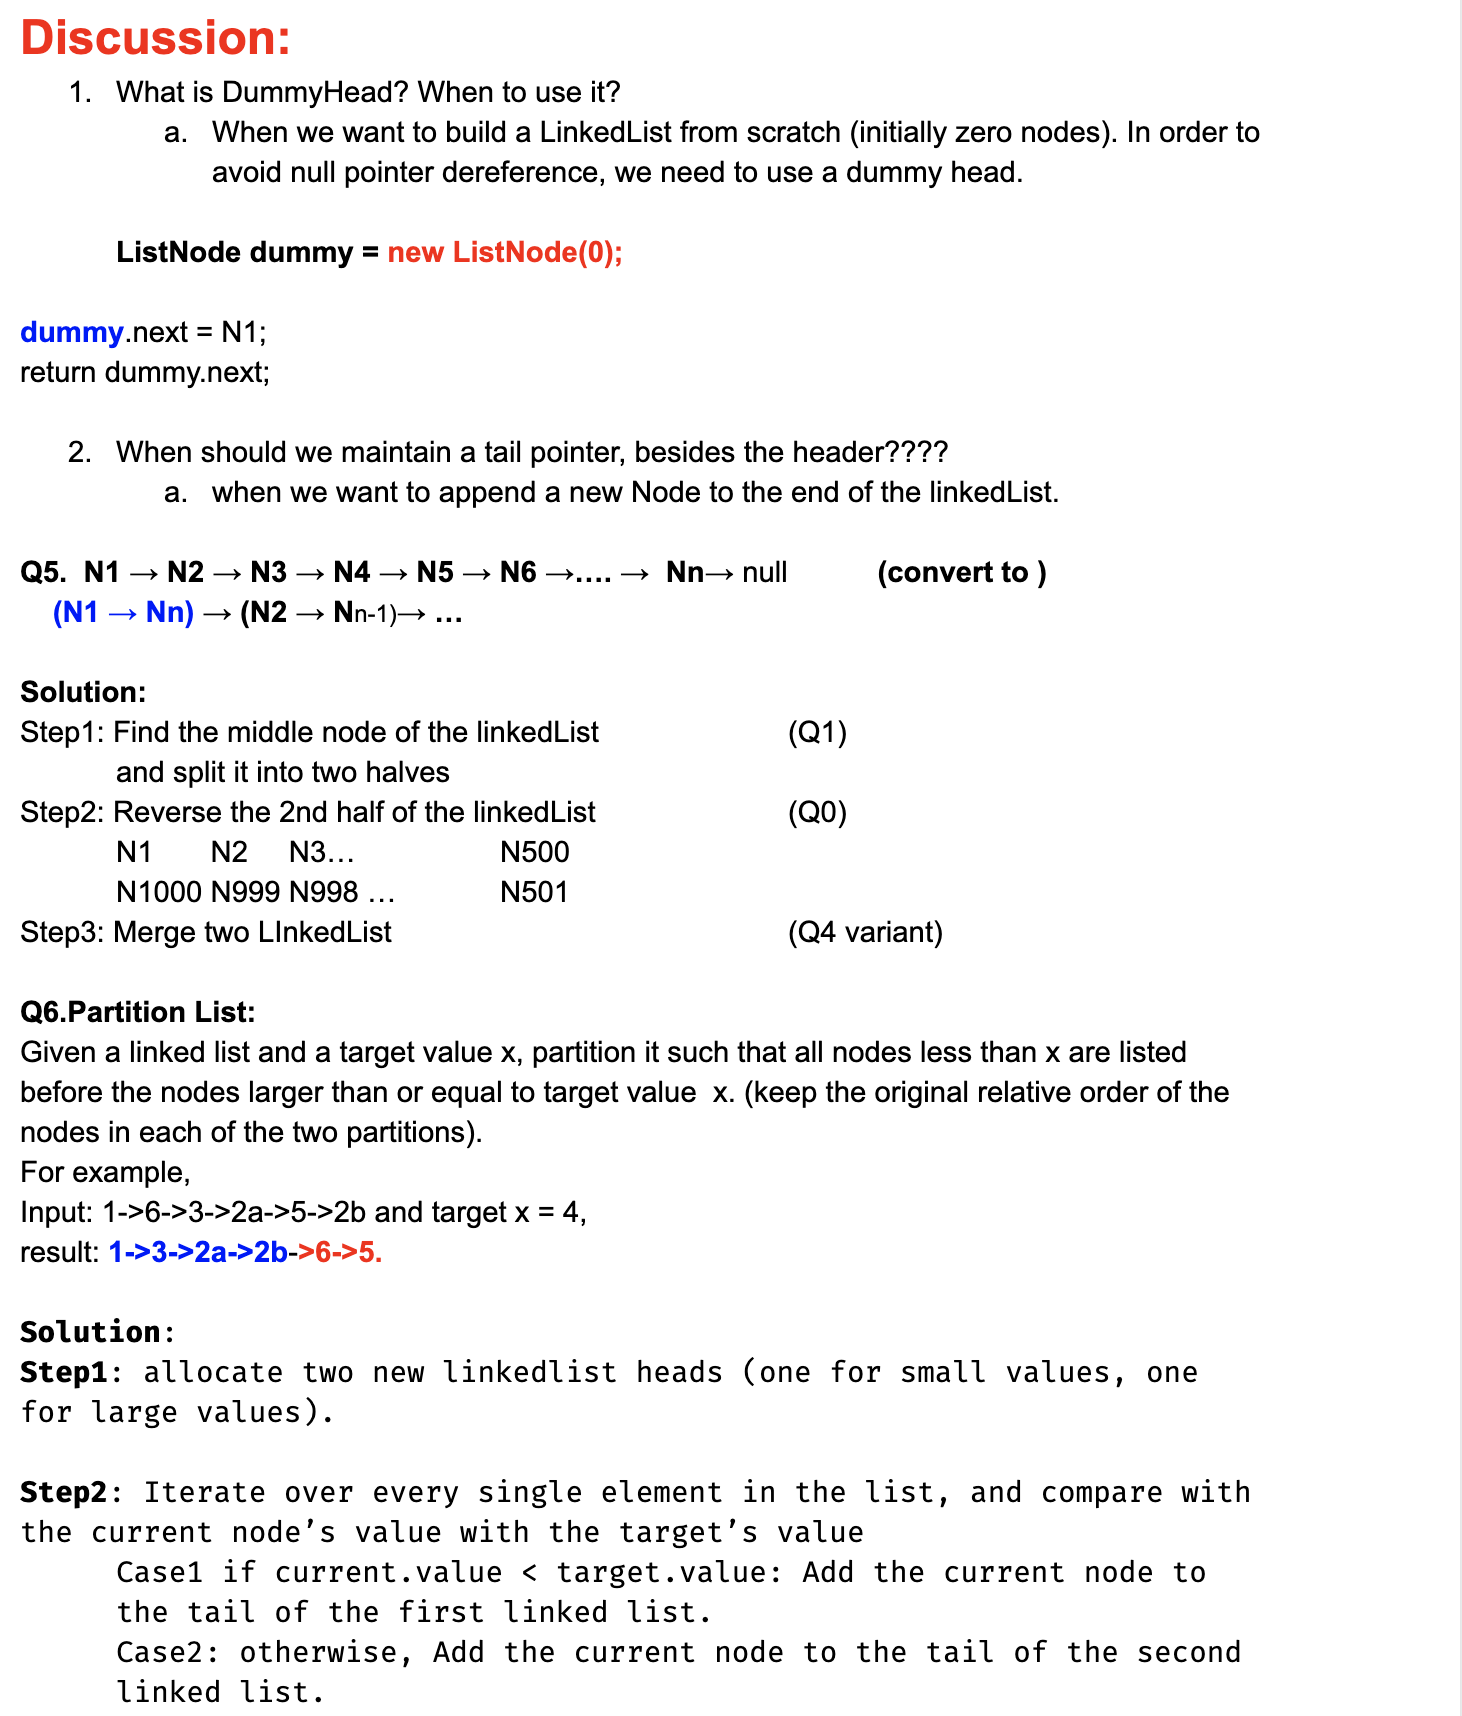 Discussion:
1. What is DummyHead? When to use it?
a. When we want to build a LinkedList from scratch (initially zero nodes). In order to
avoid null pointer dereference, we need to use a dummy head.
ListNode dummy = new ListNode(0);
dummy.next = N1;
return dummy.next;
2. When should we maintain a tail pointer, besides the header????
a. when we want to append a new Node to the end of the linkedList.
Q5. N1 → N2 → N3 → N4 → N5 → N6 →.... → Nn→ null (convert to )
(N1 → Nn) → (N2 → Nn-1)→ ...
Solution:
Step1: Find the middle node of the linkedList (Q1)
and split it into two halves
Step2: Reverse the 2nd half of the linkedList (Q0)
N1 N2 N3... N500
N1000 N999 N998 ... N501
Step3: Merge two LInkedList (Q4 variant)
Q6.Partition List:
Given a linked list and a target value x, partition it such that all nodes less than x are listed
before the nodes larger than or equal to target value x. (keep the original relative order of the
nodes in each of the two partitions).
For example,
Input: 1->6->3->2a->5->2b and target x = 4,
result: 1->3->2a->2b->6->5.
Solution:
Step1: allocate two new linkedlist heads (one for small values, one
for large values).
Step2: Iterate over every single element in the list, and compare with
the current node’s value with the target’s value
Case1 if current.value < target.value: Add the current node to
the tail of the first linked list.
Case2: otherwise, Add the current node to the tail of the second
linked list.